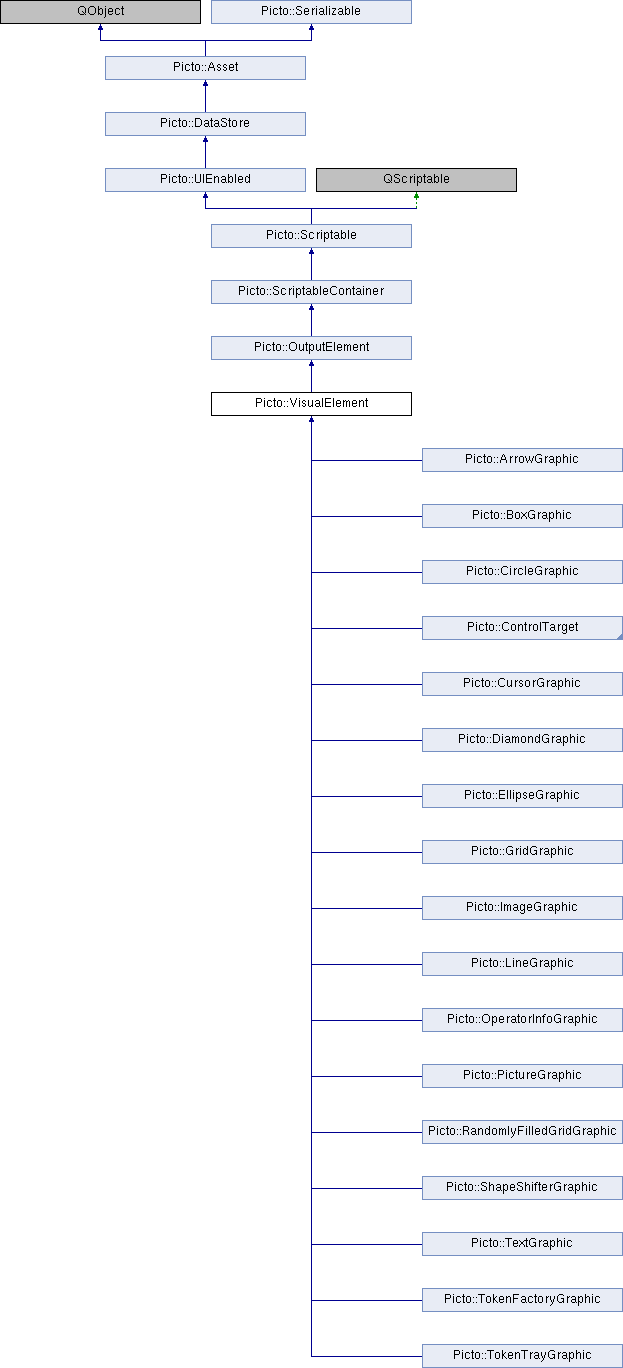 QObject
Picto::Serializable
Picto::Asset
Picto::DataStore
Picto::UIEnabled
QScriptable
Picto::Scriptable
Picto::ScriptableContainer
Picto::OutputElement
Picto::VisualElement
Picto::ArrowGraphic
Picto::BoxGraphic
Picto::CircleGraphic
Picto::ControlTarget
Picto::CursorGraphic
Picto::DiamondGraphic
Picto::EllipseGraphic
Picto::GridGraphic
Picto::ImageGraphic
Picto::LineGraphic
Picto::OperatorInfoGraphic
Picto::PictureGraphic
Picto::RandomlyFilledGridGraphic
Picto::ShapeShifterGraphic
Picto::TextGraphic
Picto::TokenFactoryGraphic
Picto::TokenTrayGraphic